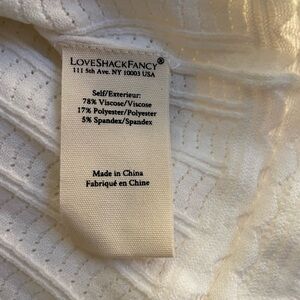 LOVESHACKFANCY®
111 5th Ave. NY 10003 USA
Self/Exterieur:
78% Viscose/Viscose
17% Polyester/Polyester
5% Spandex/Spandex
Made in China
Fabriqué en Chine